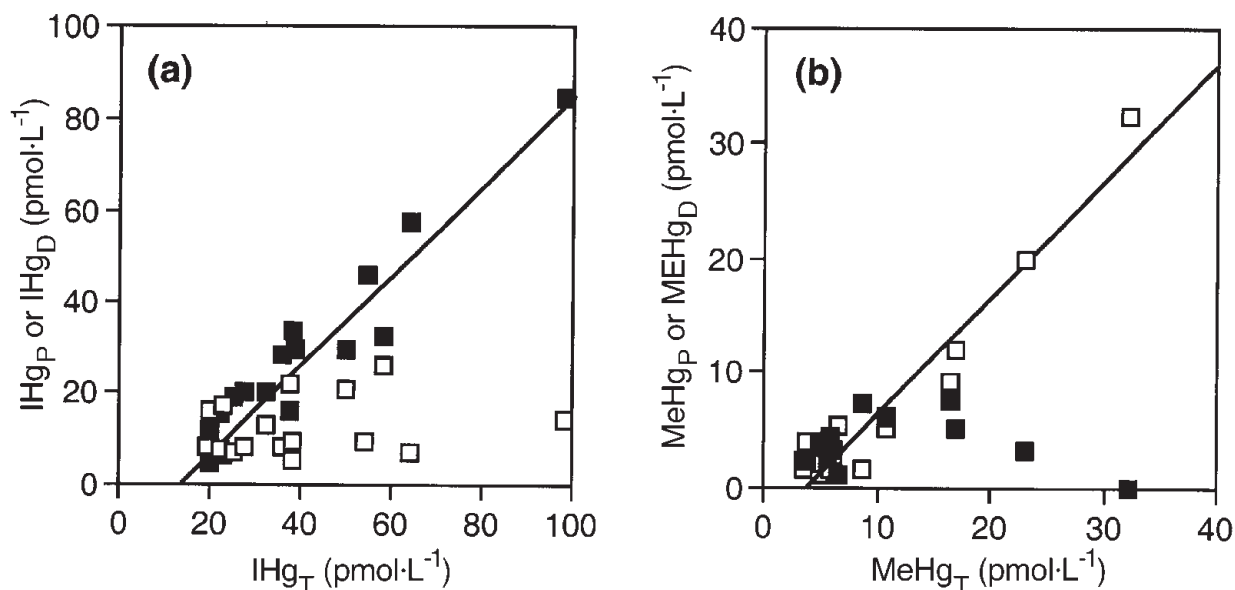 (a)
IHgP or IHgD (pmol·L-1)
100
80
60
40
20
0
0 20 40 60 80 100
IHgT (pmol·L-1)
(b)
MeHgP or MEHgD (pmol·L-1)
40
30
20
10
0
0 10 20 30 40
MeHgT (pmol·L-1)